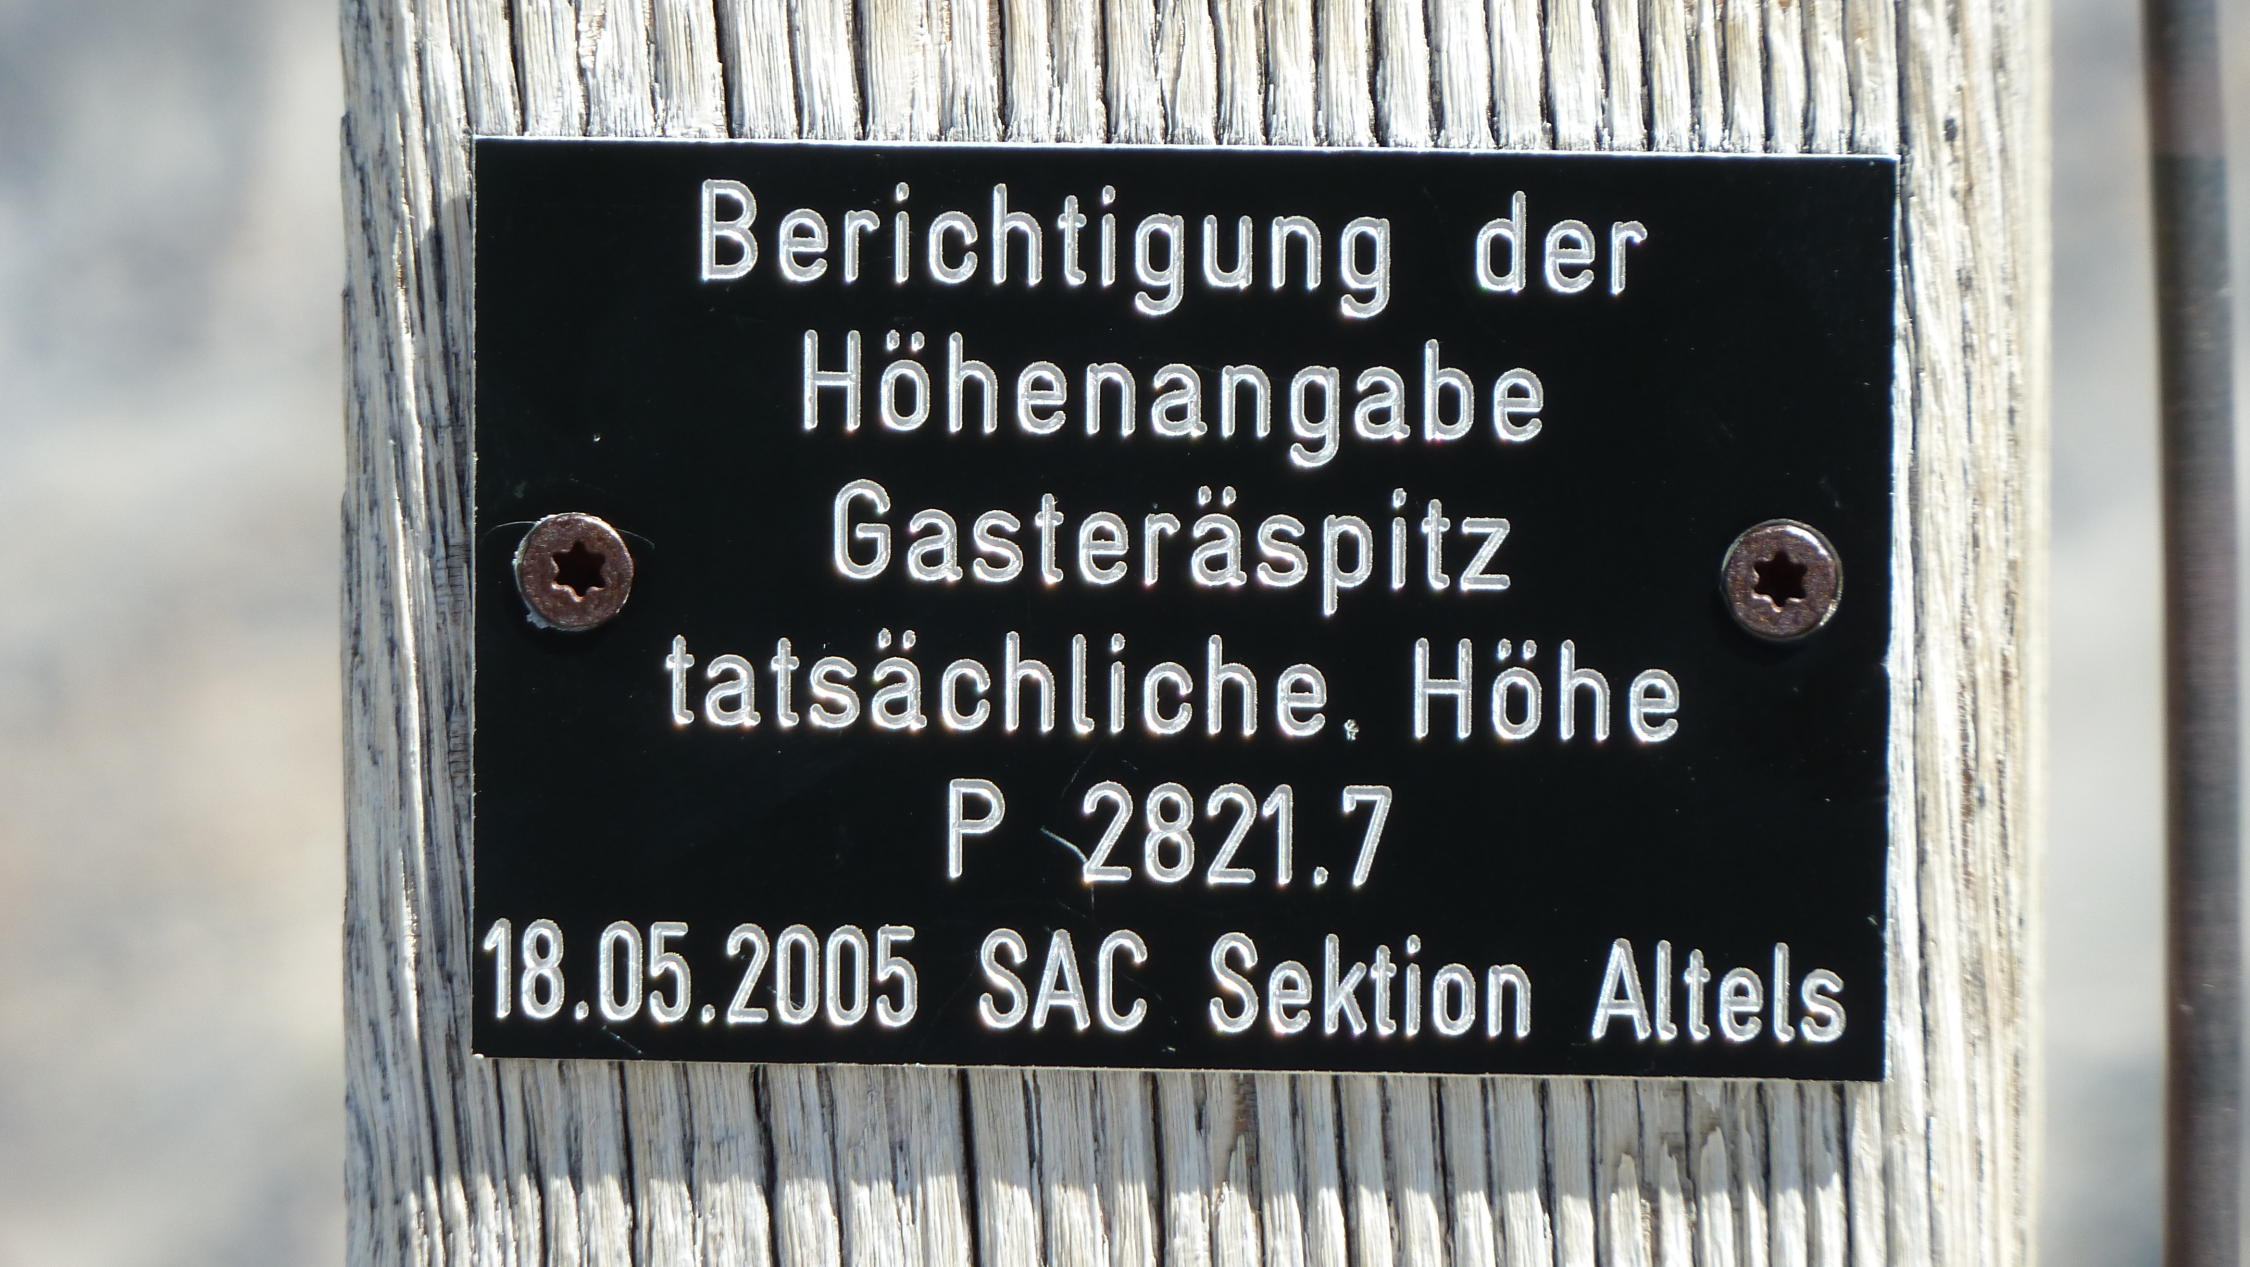 Berichtigung der
Höhenangabe
Gasteräspitz
tatsächliche Höhe
P 2821.7
18.05.2005 SAC Sektion Altels